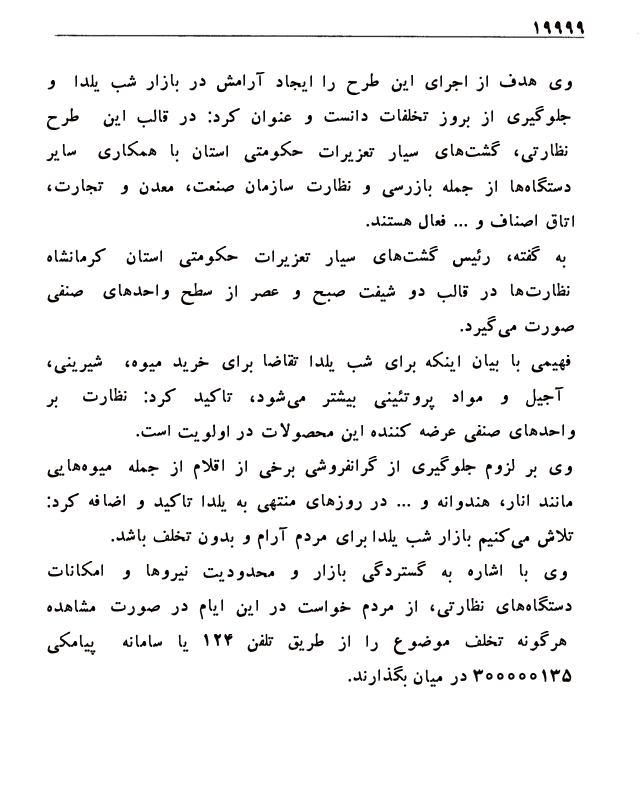 ۱۹۹۹۹
وی هدف از اجرای این طرح را ایجاد آرامش در بازار شب یلدا و
جلوگیری از بروز تخلفات دانست و عنوان کرد: در قالب این طرح
نظارتی، گشت‌های سیار تعزیرات حکومتی استان با همکاری سایر
دستگاه‌ها از جمله بازرسی و نظارت سازمان صنعت، معدن و تجارت،
اتاق اصناف و ... فعال هستند.
به گفته، رئیس گشت‌های سیار تعزیرات حکومتی استان کرمانشاه
نظارت‌ها در قالب دو شیفت صبح و عصر از سطح واحدهای صنفی
صورت می‌گیرد.
فهیمی با بیان اینکه برای شب یلدا تقاضا برای خرید میوه، شیرینی،
آجیل و مواد پروتئینی بیشتر می‌شود، تاکید کرد: نظارت بر
واحدهای صنفی عرضه کننده این محصولات در اولویت است.
وی بر لزوم جلوگیری از گرانفروشی برخی از اقلام از جمله میوه‌هایی
مانند انار، هندوانه و ... در روزهای منتهی به یلدا تاکید و اضافه کرد:
تلاش می‌کنیم بازار شب یلدا برای مردم آرام و بدون تخلف باشد.
وی با اشاره به گستردگی بازار و محدودیت نیروها و امکانات
دستگاه‌های نظارتی، از مردم خواست در این ایام در صورت مشاهده
هرگونه تخلف موضوع را از طریق تلفن ۱۲۴ یا سامانه پیامکی
۳۰۰۰۰۰۱۳۵ در میان بگذارند.